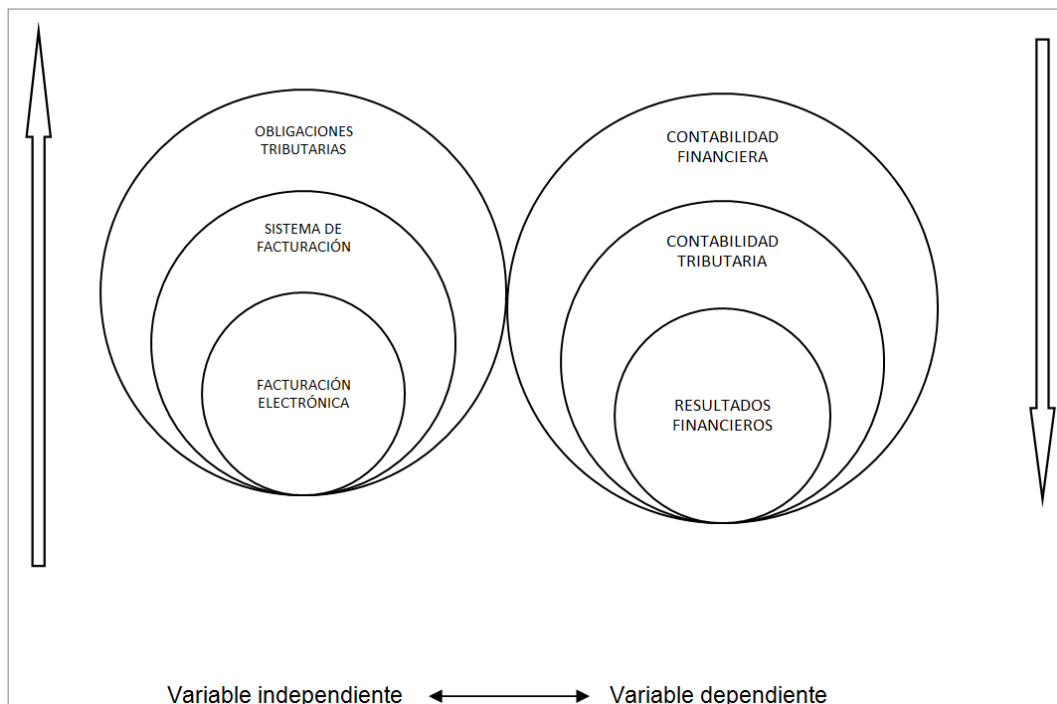 OBLIGACIONES
TRIBUTARIAS
SISTEMA DE
FACTURACIÓN
FACTURACIÓN
ELECTRÓNICA
CONTABILIDAD
FINANCIERA
CONTABILIDAD
TRIBUTARIA
RESULTADOS
FINANCIEROS
Variable independiente
Variable dependiente